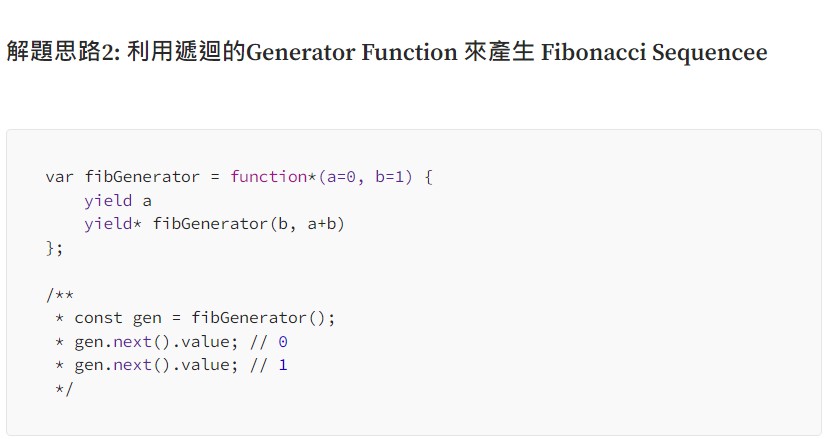 解題思路2: 利用遞迴的Generator Function 來產生 Fibonacci Sequencee
var fibGenerator = function*(a=0, b=1) {
    yield a
    yield* fibGenerator(b, a+b)
};
/**
 * const gen = fibGenerator();
 * gen.next().value; // 0
 * gen.next().value; // 1
 */